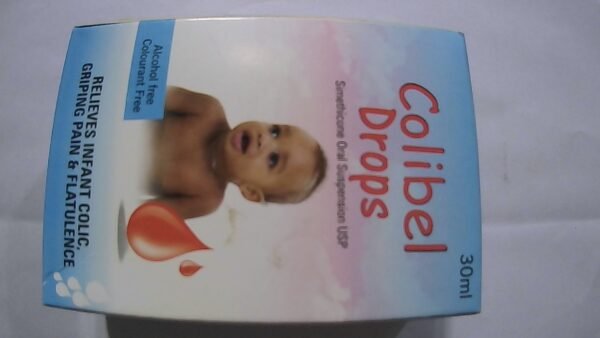 30ml
Colibel
Drops
Simethicone Oral Suspension USP
Alcohol free
Colourant Free
RELIEVES INFANT COLIC,
GRIPING PAIN & FLATULENCE